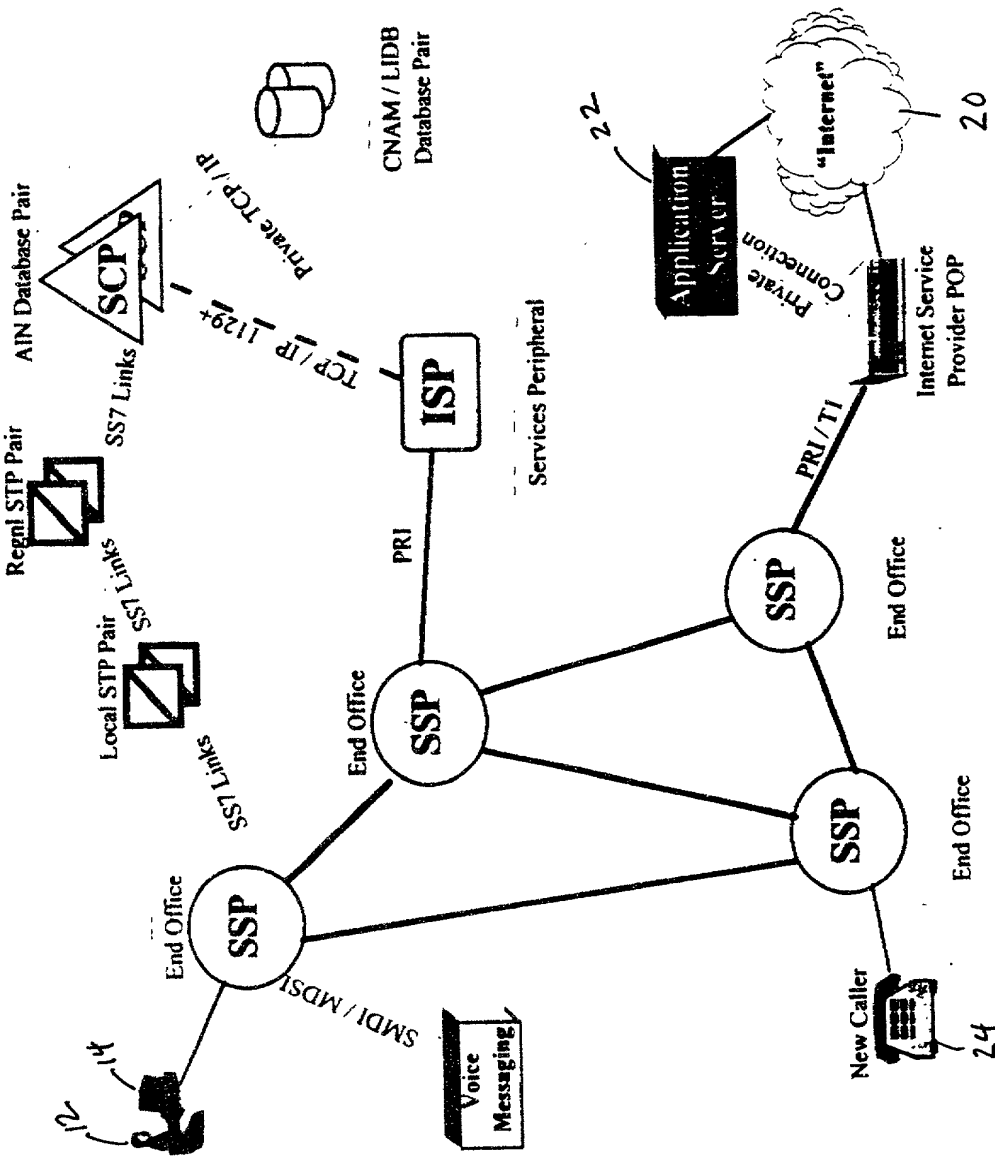 AIN Database Pair
SCP
Regnl STP Pair
SS7 Links
Local STP Pair
SS7 Links
SS7 Links
Private TCP / IP
CNAM / LIDB
Database Pair
TCP / IP 1129+
ISP
Services Peripheral
PRI
End Office
SSP
End Office
SSP
SMDI / MDSI
12
14
Voice
Messaging
22
Application
Server
Private
Connection
"Internet"
20
Internet Service
Provider POP
PRI / T1
SSP
End Office
SSP
End Office
New Caller
24